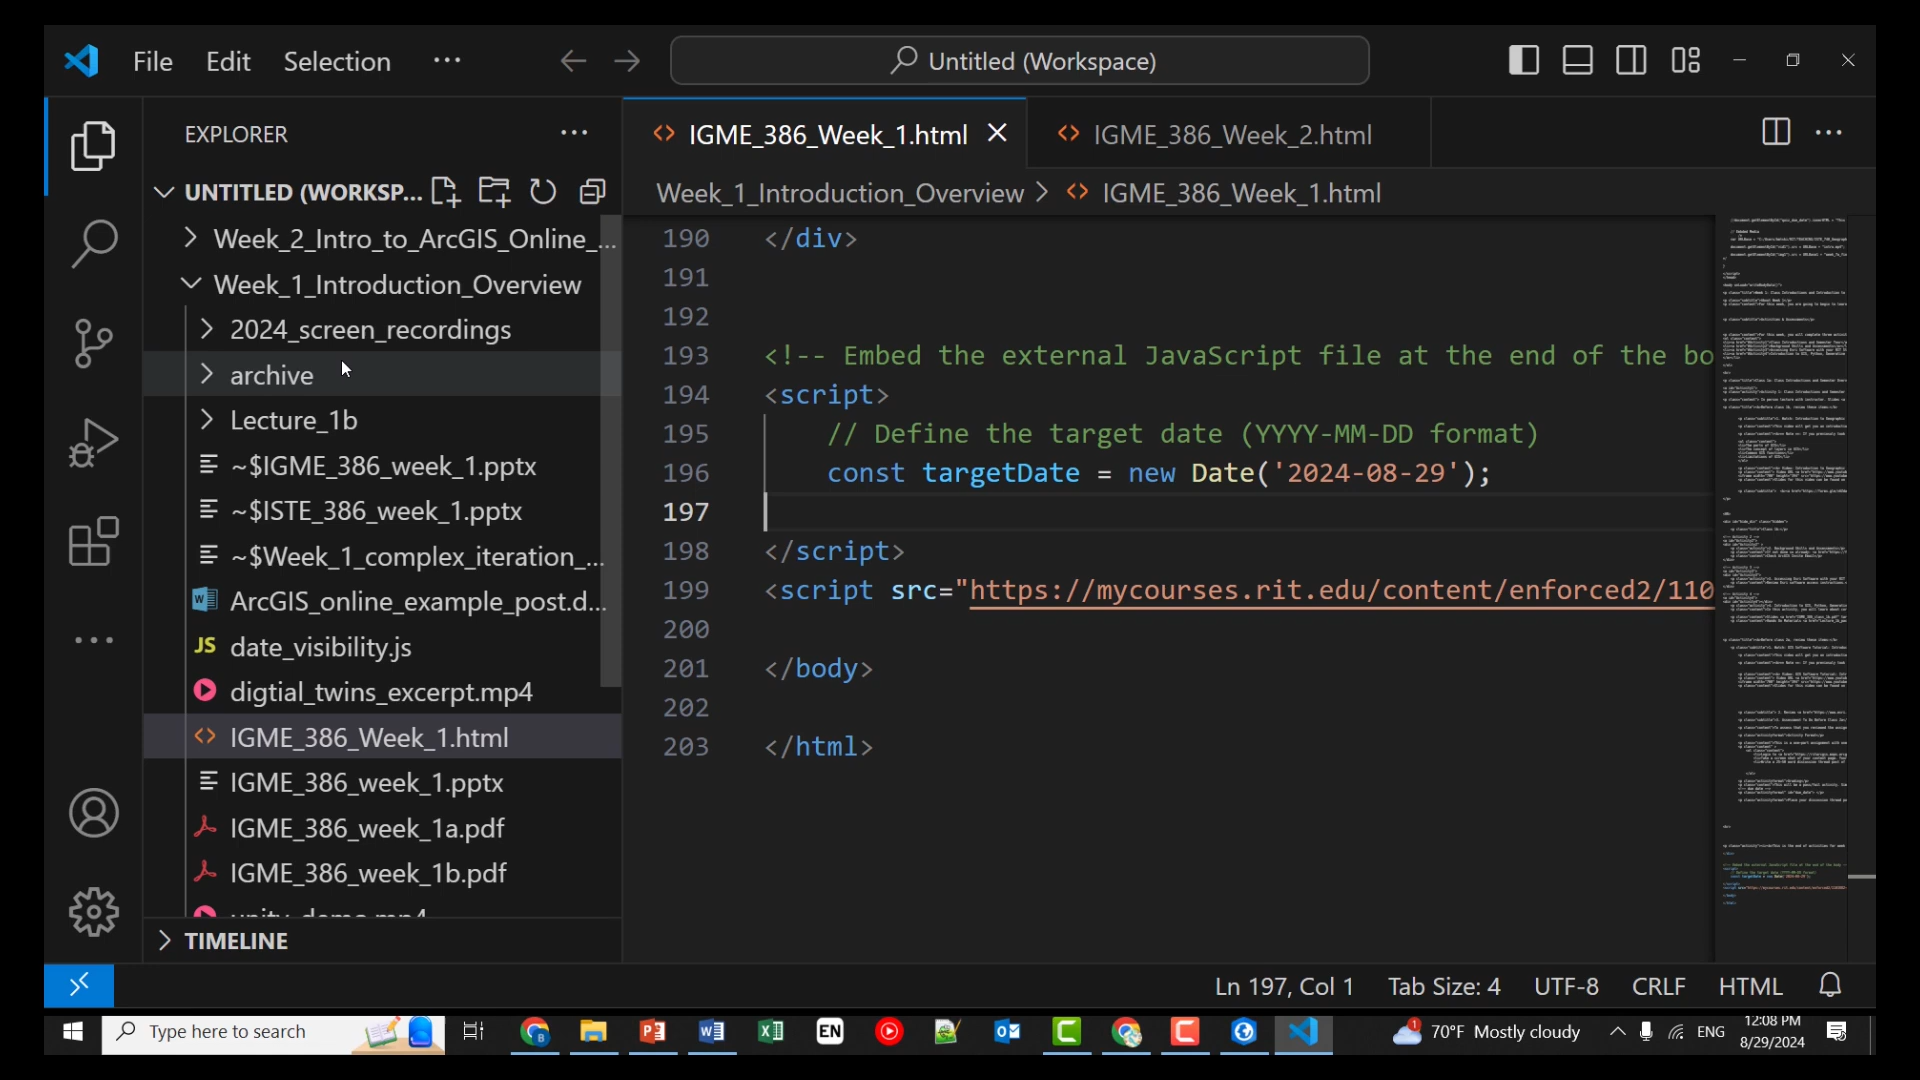 File Edit Selection ··· Untitled (Workspace)
EXPLORER ···
UNTITLED (WORKSP...
Week_2_Intro_to_ArcGIS_Online_...
Week_1_Introduction_Overview
2024_screen_recordings
archive
Lecture_1b
~$IGME_386_week_1.pptx
~$ISTE_386_week_1.pptx
~$Week_1_complex_iteration_...
ArcGIS_online_example_post.d...
JS date_visibility.js
digtial_twins_excerpt.mp4
IGME_386_Week_1.html
IGME_386_week_1.pptx
IGME_386_week_1a.pdf
IGME_386_week_1b.pdf
unity_demo.mp4
TIMELINE
<> IGME_386_Week_1.html <> IGME_386_Week_2.html
Week_1_Introduction_Overview > <> IGME_386_Week_1.html
190 </div>
191
192
193 <!-- Embed the external JavaScript file at the end of the bo
194 <script>
195 // Define the target date (YYYY-MM-DD format)
196 const targetDate = new Date('2024-08-29');
197
198 </script>
199 <script src="https://mycourses.rit.edu/content/enforced2/110
200
201 </body>
202
203 </html>
Ln 197, Col 1 Tab Size: 4 UTF-8 CRLF HTML
Type here to search
EN
1 70°F Mostly cloudy ENG 12:08 PM
8/29/2024